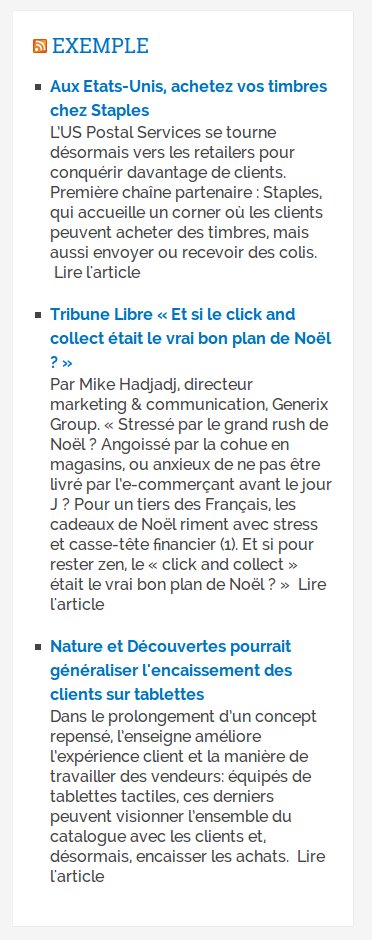 EXEMPLE
Aux Etats-Unis, achetez vos timbres
chez Staples
L'US Postal Services se tourne
désormais vers les retailers pour
conquérir davantage de clients.
Première chaîne partenaire : Staples,
qui accueille un corner où les clients
peuvent acheter des timbres, mais
aussi envoyer ou recevoir des colis.
Lire l'article
Tribune Libre « Et si le click and
collect était le vrai bon plan de Noël
? »
Par Mike Hadjadj, directeur
marketing & communication, Generix
Group. « Stressé par le grand rush de
Noël ? Angoissé par la cohue en
magasins, ou anxieux de ne pas être
livré par l'e-commerçant avant le jour
J ? Pour un tiers des Français, les
cadeaux de Noël riment avec stress
et casse-tête financier (1). Et si pour
rester zen, le « click and collect »
était le vrai bon plan de Noël ? »  Lire
l'article
Nature et Découvertes pourrait
généraliser l'encaissement des
clients sur tablettes
Dans le prolongement d'un concept
repensé, l'enseigne améliore
l'expérience client et la manière de
travailler des vendeurs: équipés de
tablettes tactiles, ces derniers
peuvent visionner l'ensemble du
catalogue avec les clients et,
désormais, encaisser les achats.  Lire
l'article